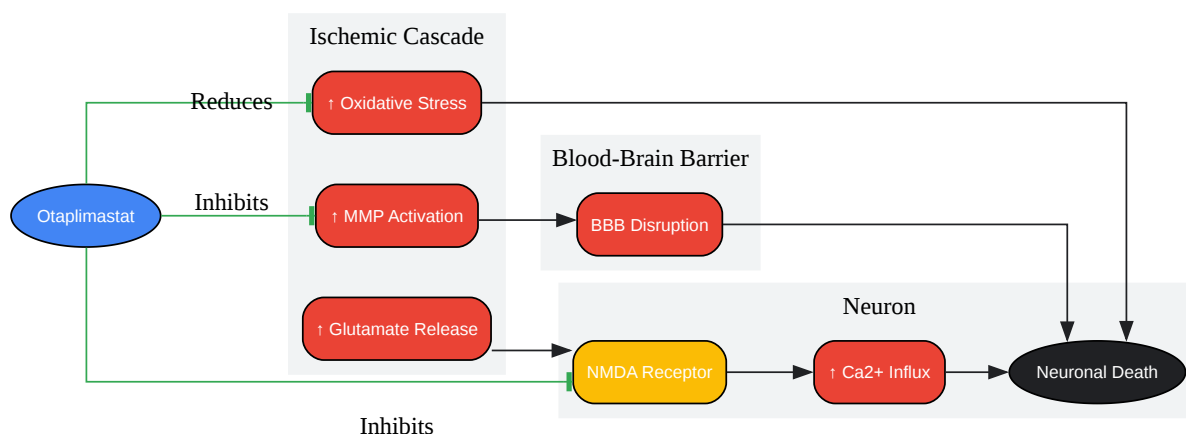 Ischemic Cascade
Reduces
↑ Oxidative Stress
Blood-Brain Barrier
Otaplimastat
Inhibits
↑ MMP Activation
BBB Disruption
↑ Glutamate Release
Neuron
NMDA Receptor
↑ Ca2+ Influx
Neuronal Death
Inhibits